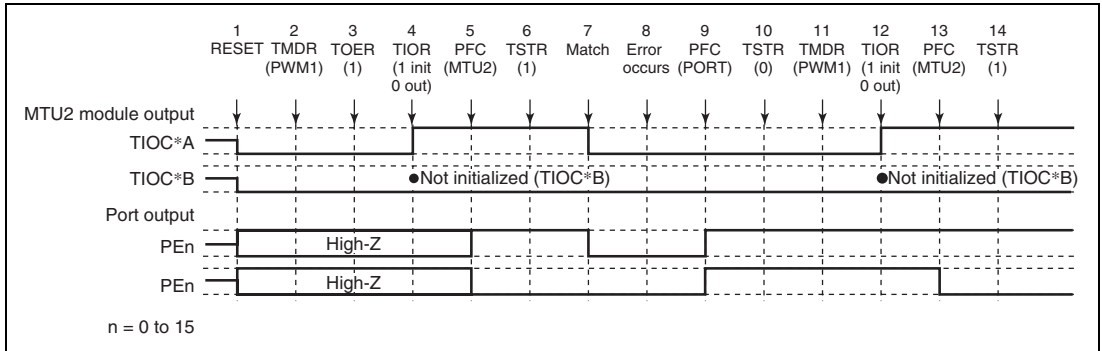 1 2 3 4 5 6 7 8 9 10 11 12 13 14
RESET TMDR TOER TIOR PFC TSTR Match Error PFC TSTR TMDR TIOR PFC TSTR
(PWM1) (1) (1 init (MTU2) (1) occurs (PORT) (0) (PWM1) (1 init (MTU2) (1)
0 out) 0 out)
MTU2 module output
TIOC*A
TIOC*B ●Not initialized (TIOC*B) ●Not initialized (TIOC*B)
Port output
PEn High-Z
PEn High-Z
n = 0 to 15